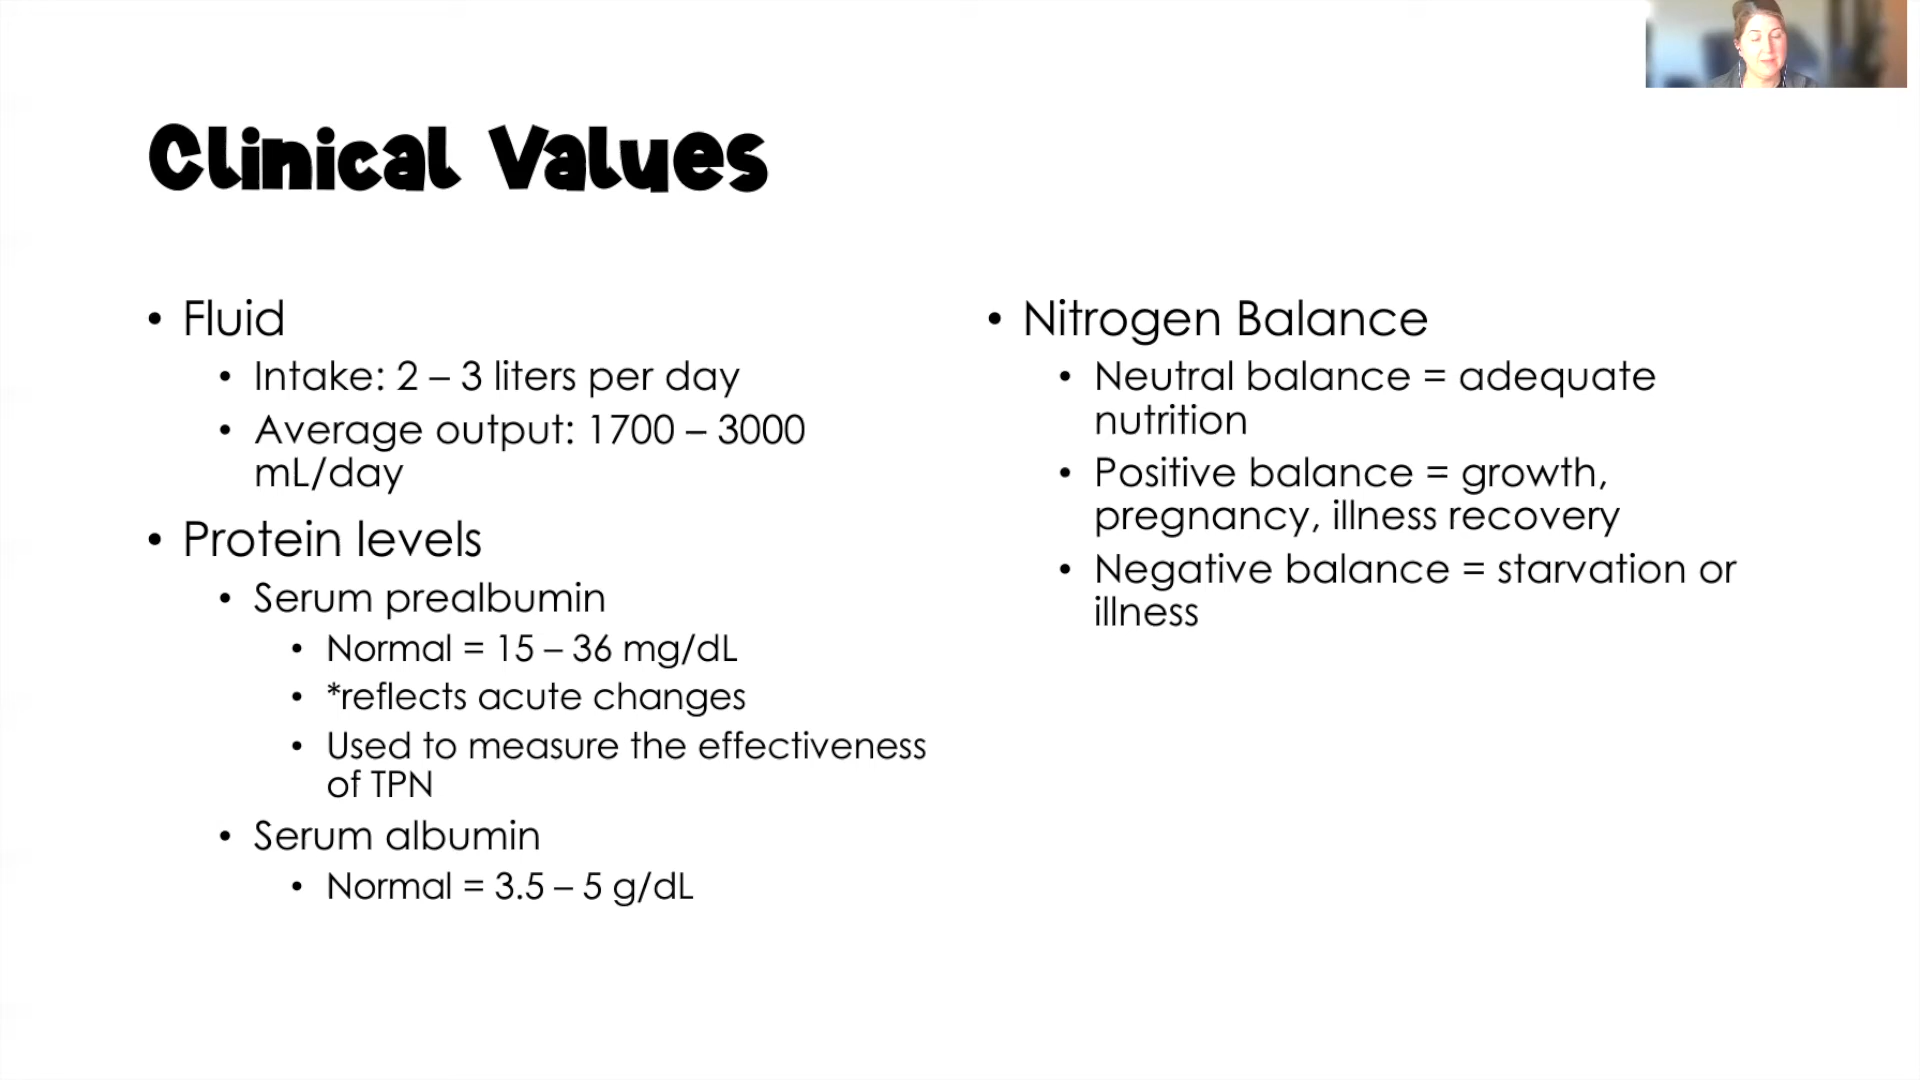 Clinical Values
• Fluid
• Intake: 2 – 3 liters per day
• Average output: 1700 – 3000
mL/day
• Protein levels
• Serum prealbumin
• Normal = 15 – 36 mg/dL
• *reflects acute changes
• Used to measure the effectiveness
of TPN
• Serum albumin
• Normal = 3.5 – 5 g/dL
• Nitrogen Balance
• Neutral balance = adequate
nutrition
• Positive balance = growth,
pregnancy, illness recovery
• Negative balance = starvation or
illness